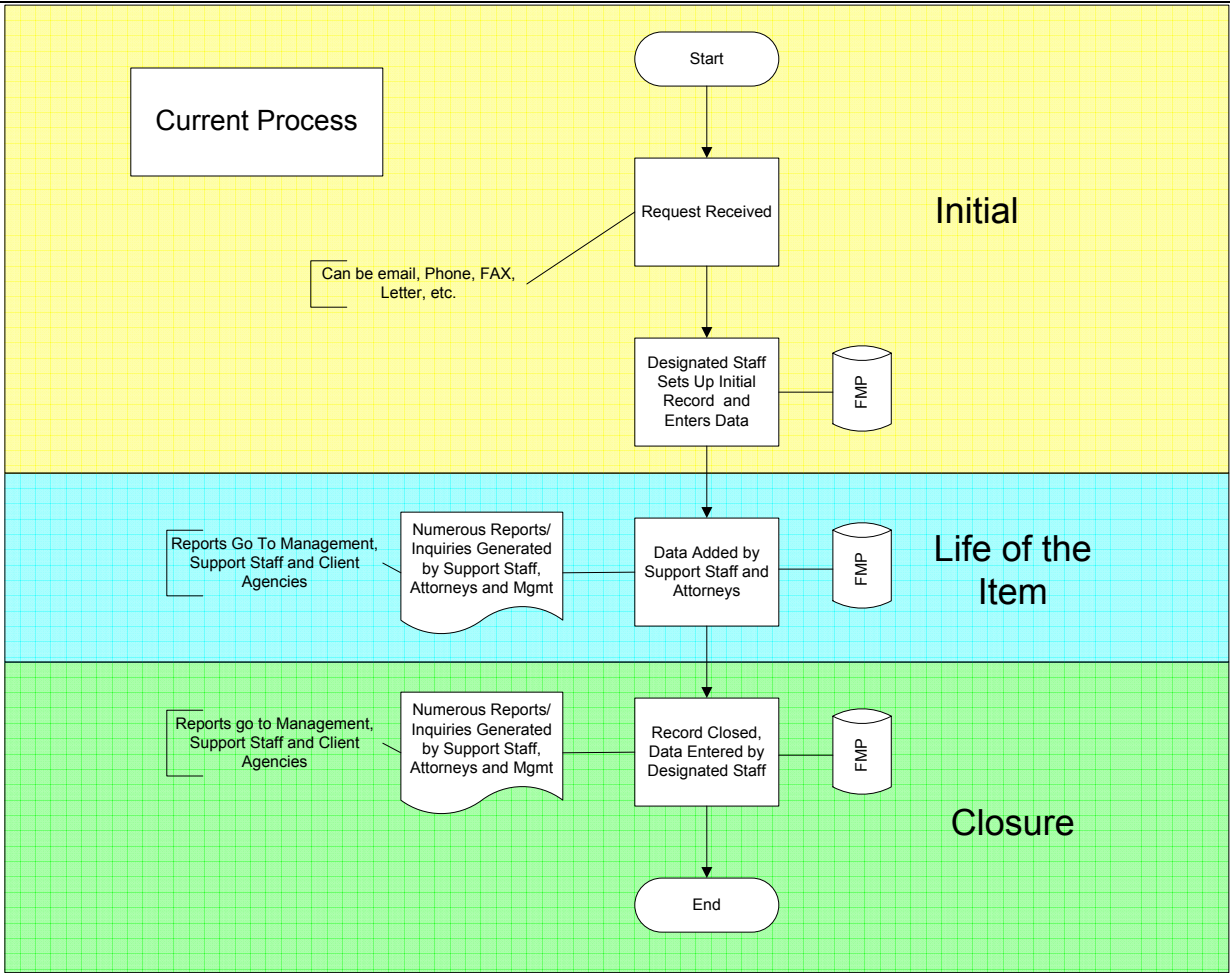 Start
Current Process
Request Received
Initial
Can be email, Phone, FAX,
Letter, etc.
Designated Staff
Sets Up Initial
Record and
Enters Data
FMP
Reports Go To Management,
Support Staff and Client
Agencies
Numerous Reports/
Inquiries Generated
by Support Staff,
Attorneys and Mgmt
Data Added by
Support Staff and
Attorneys
FMP
Life of the
Item
Reports go to Management,
Support Staff and Client
Agencies
Numerous Reports/
Inquiries Generated
by Support Staff,
Attorneys and Mgmt
Record Closed,
Data Entered by
Designated Staff
FMP
Closure
End